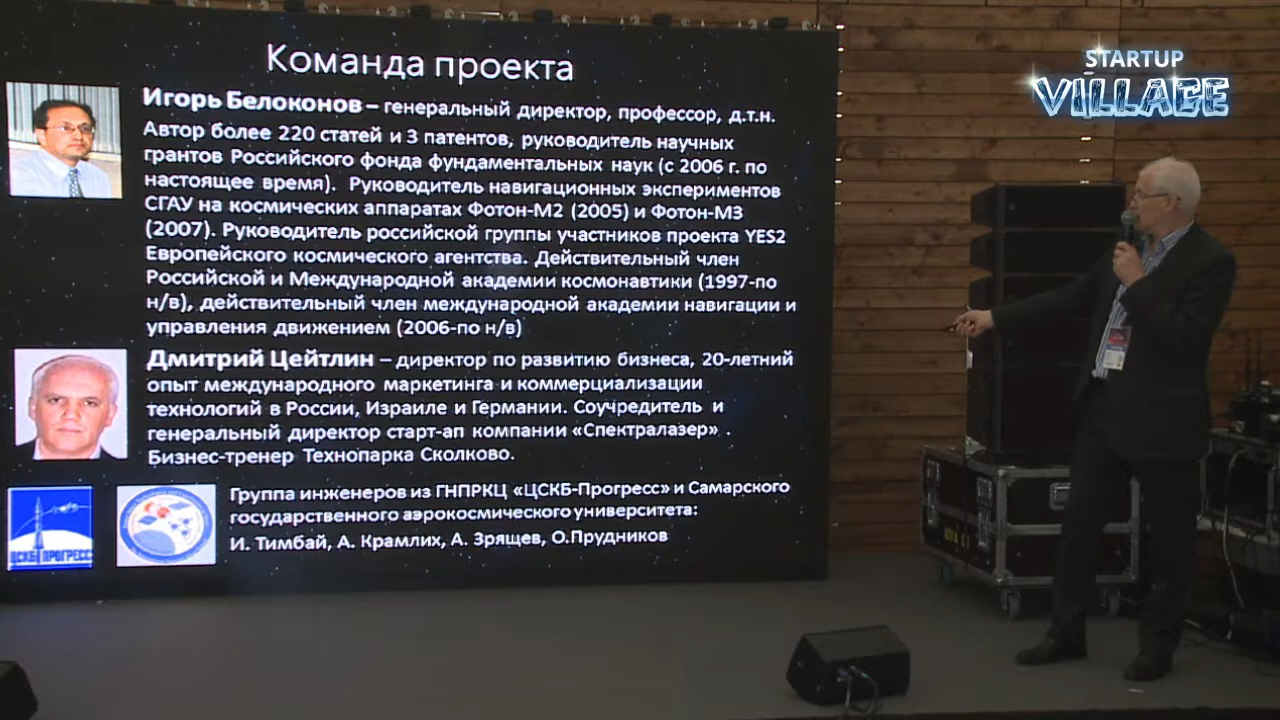 Команда проекта
Игорь Белоконов – генеральный директор, профессор, д.т.н.
Автор более 220 статей и 3 патентов, руководитель научных
грантов Российского фонда фундаментальных наук (с 2006 г. по
настоящее время). Руководитель навигационных экспериментов
СГАУ на космических аппаратах Фотон-М2 (2005) и Фотон-М3
(2007). Руководитель российской группы участников проекта YES2
Европейского космического агентства. Действительный член
Российской и Международной академии космонавтики (1997-по
н/в), действительный член международной академии навигации и
управления движением (2006-по н/в)
Дмитрий Цейтлин – директор по развитию бизнеса, 20-летний
опыт международного маркетинга и коммерциализации
технологий в России, Израиле и Германии. Соучредитель и
генеральный директор старт-ап компании «Спектралазер» .
Бизнес-тренер Технопарка Сколково.
Группа инженеров из ГНПРКЦ «ЦСКБ-Прогресс» и Самарского
государственного аэрокосмического университета:
И. Тимбай, А. Крамлих, А. Зрящев, О.Прудников
ЦСКБ ПРОГРЕСС
STARTUP
VILLAGE